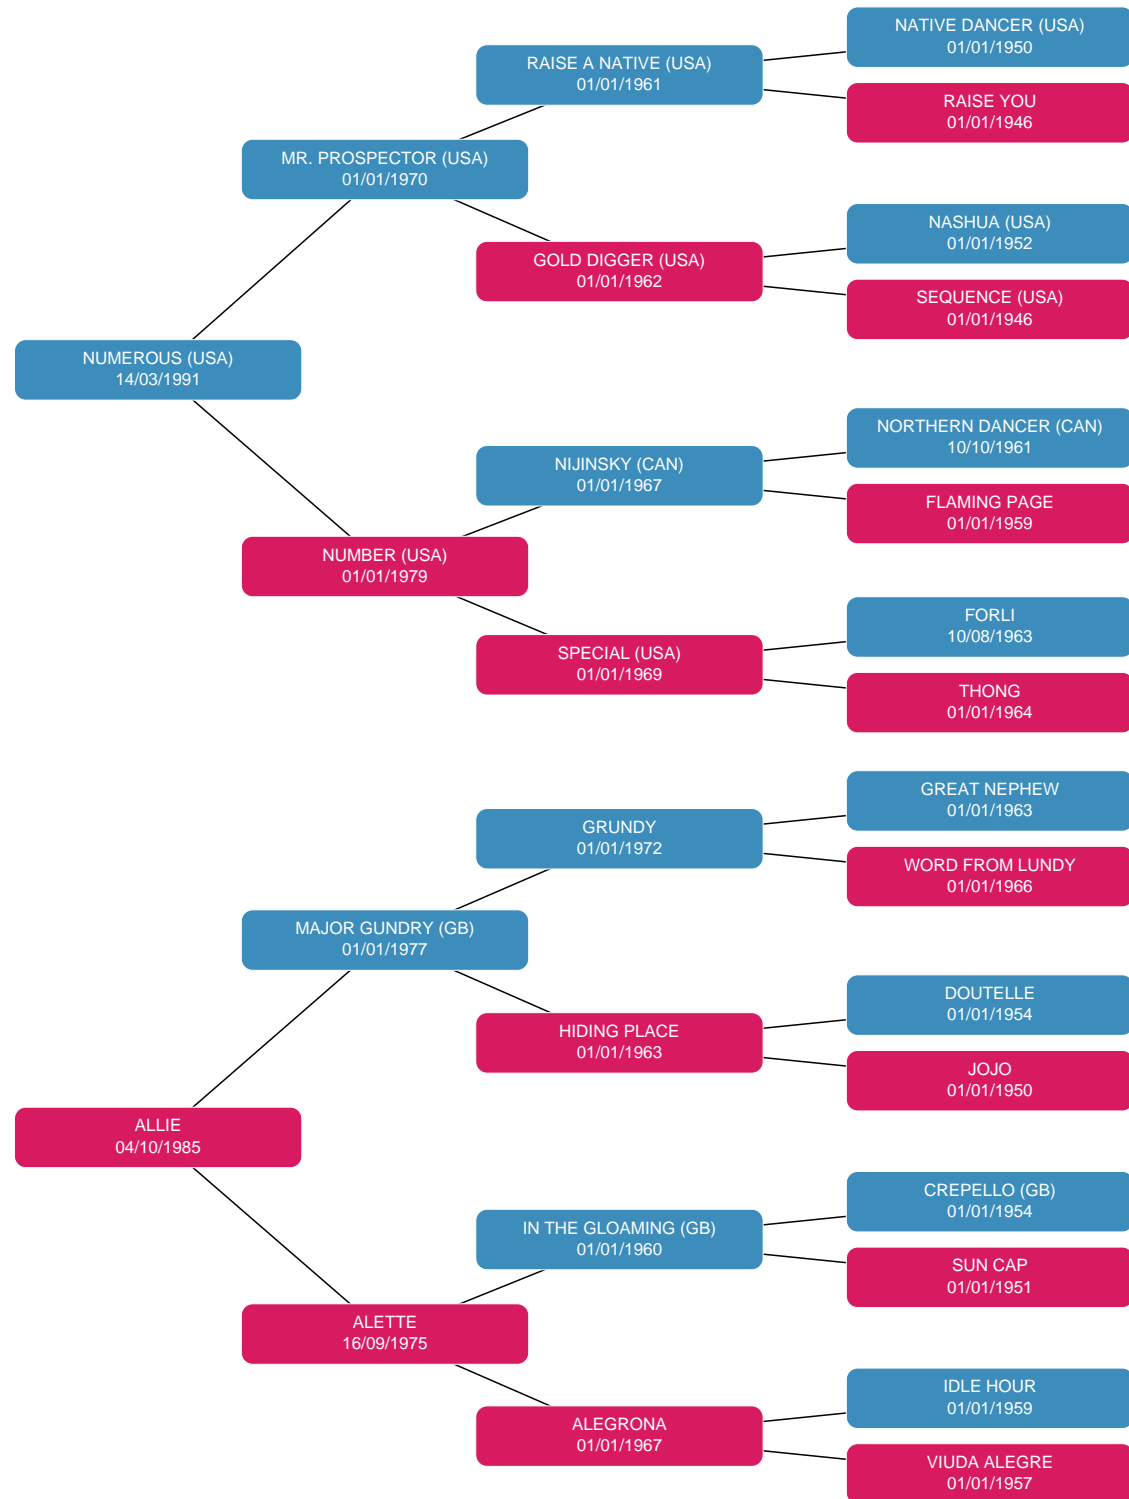 NATIVE DANCER (USA)
01/01/1950
RAISE A NATIVE (USA)
01/01/1961
RAISE YOU
01/01/1946
MR. PROSPECTOR (USA)
01/01/1970
NASHUA (USA)
01/01/1952
GOLD DIGGER (USA)
01/01/1962
SEQUENCE (USA)
01/01/1946
NUMEROUS (USA)
14/03/1991
NORTHERN DANCER (CAN)
10/10/1961
NIJINSKY (CAN)
01/01/1967
FLAMING PAGE
01/01/1959
NUMBER (USA)
01/01/1979
FORLI
10/08/1963
SPECIAL (USA)
01/01/1969
THONG
01/01/1964
GREAT NEPHEW
01/01/1963
GRUNDY
01/01/1972
WORD FROM LUNDY
01/01/1966
MAJOR GUNDRY (GB)
01/01/1977
DOUTELLE
01/01/1954
HIDING PLACE
01/01/1963
JOJO
01/01/1950
ALLIE
04/10/1985
CREPELLO (GB)
01/01/1954
IN THE GLOAMING (GB)
01/01/1960
SUN CAP
01/01/1951
ALETTE
16/09/1975
IDLE HOUR
01/01/1959
ALEGRONA
01/01/1967
VIUDA ALEGRE
01/01/1957